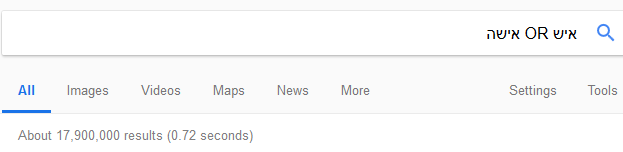 איש OR אישה
All Images Videos Maps News More Settings Tools
About 17,900,000 results (0.72 seconds)